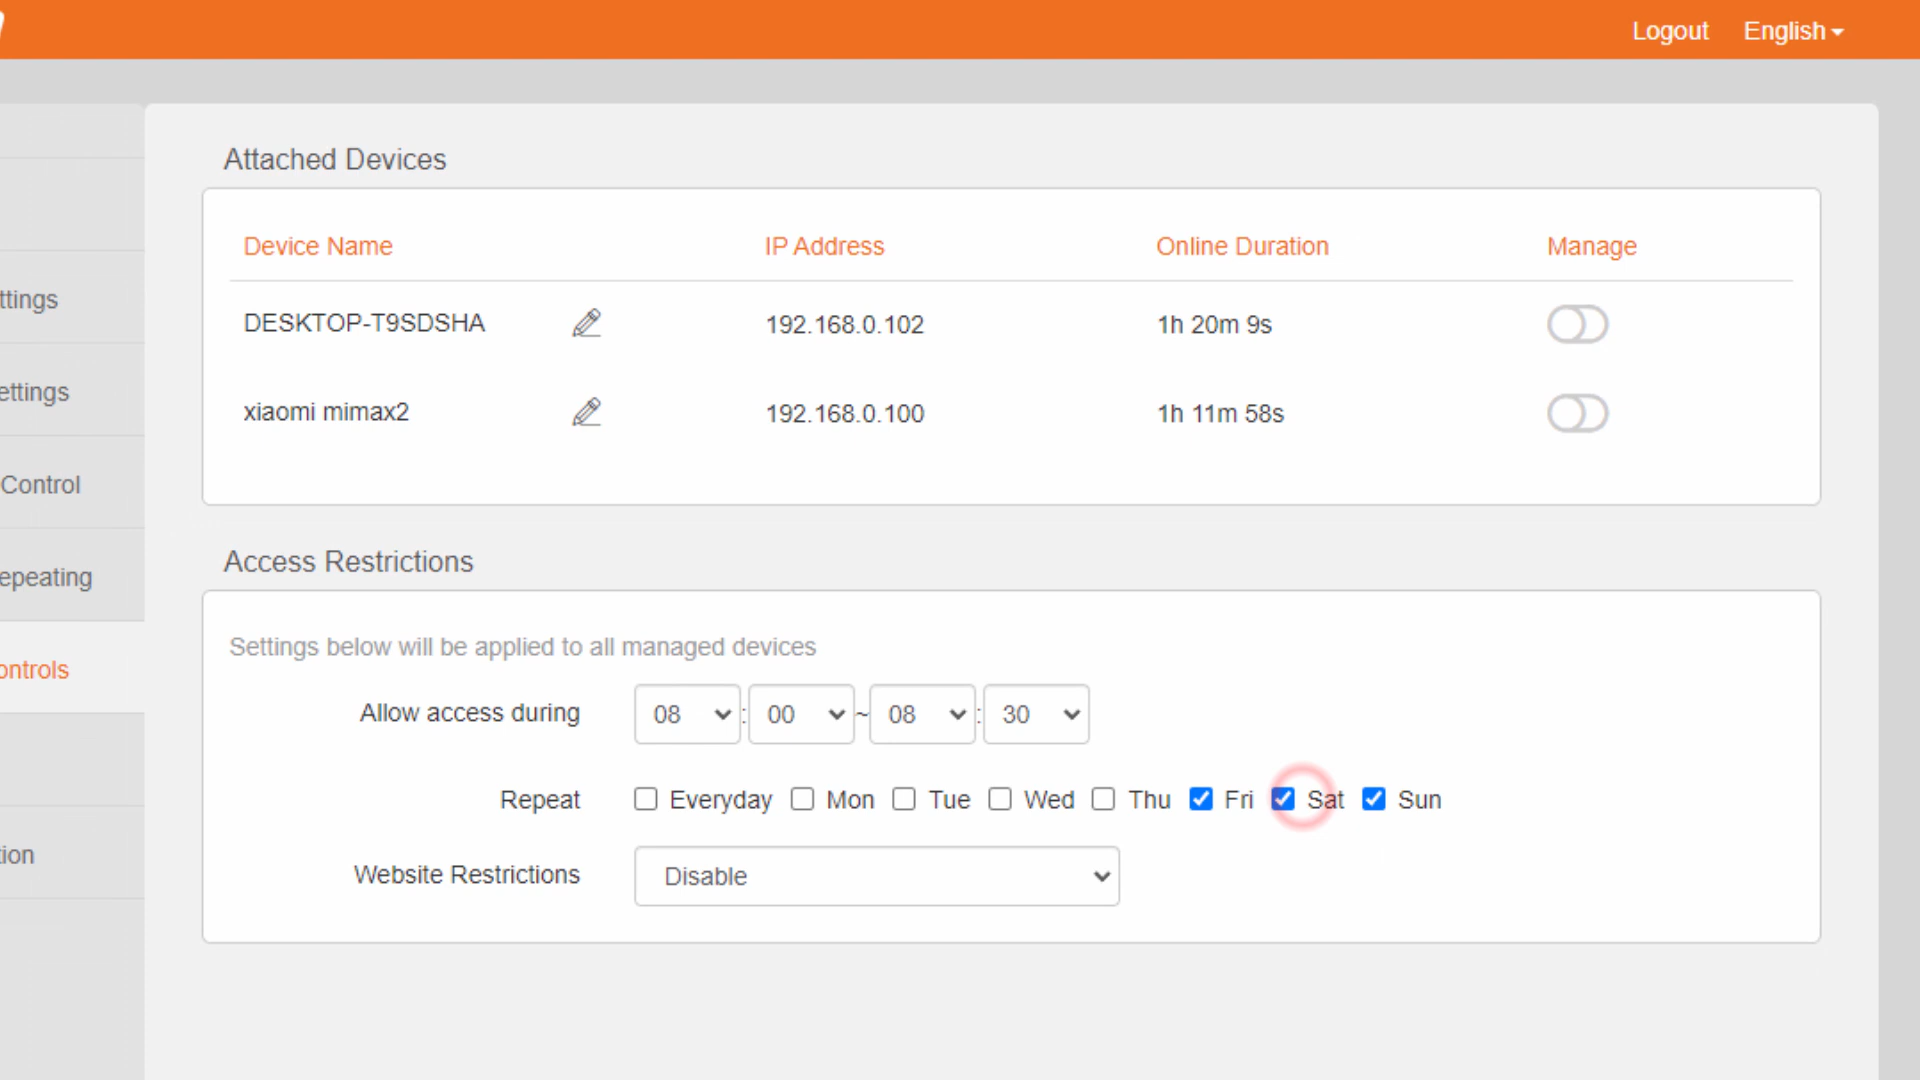 Logout English
Attached Devices
Device Name IP Address Online Duration Manage
DESKTOP-T9SDSHA 192.168.0.102 1h 20m 9s
ttings
ettings
xiaomi mimax2 192.168.0.100 1h 11m 58s
Control
Access Restrictions
epeating
Settings below will be applied to all managed devices
ontrols
Allow access during 08 : 00 ~ 08 : 30
Repeat Everyday Mon Tue Wed Thu Fri Sat Sun
tion
Website Restrictions Disable